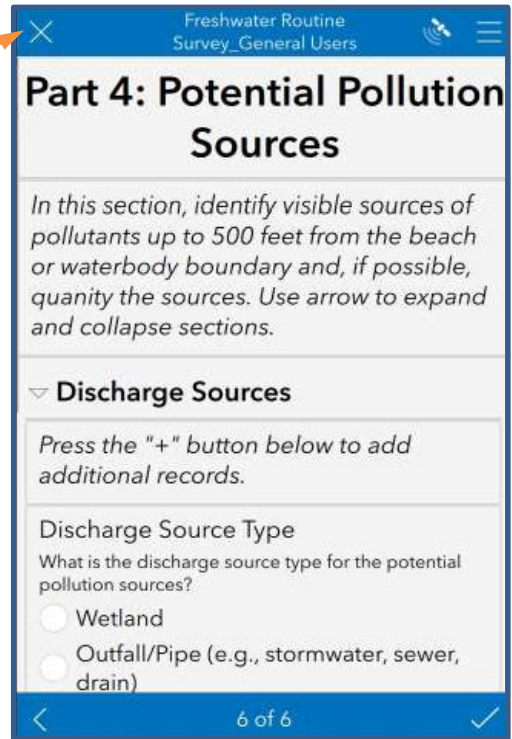 Freshwater Routine
Survey_General Users
Part 4: Potential Pollution
Sources
In this section, identify visible sources of
pollutants up to 500 feet from the beach
or waterbody boundary and, if possible,
quanity the sources. Use arrow to expand
and collapse sections.
Discharge Sources
Press the "+" button below to add
additional records.
Discharge Source Type
What is the discharge source type for the potential
pollution sources?
Wetland
Outfall/Pipe (e.g., stormwater, sewer,
drain)
6 of 6